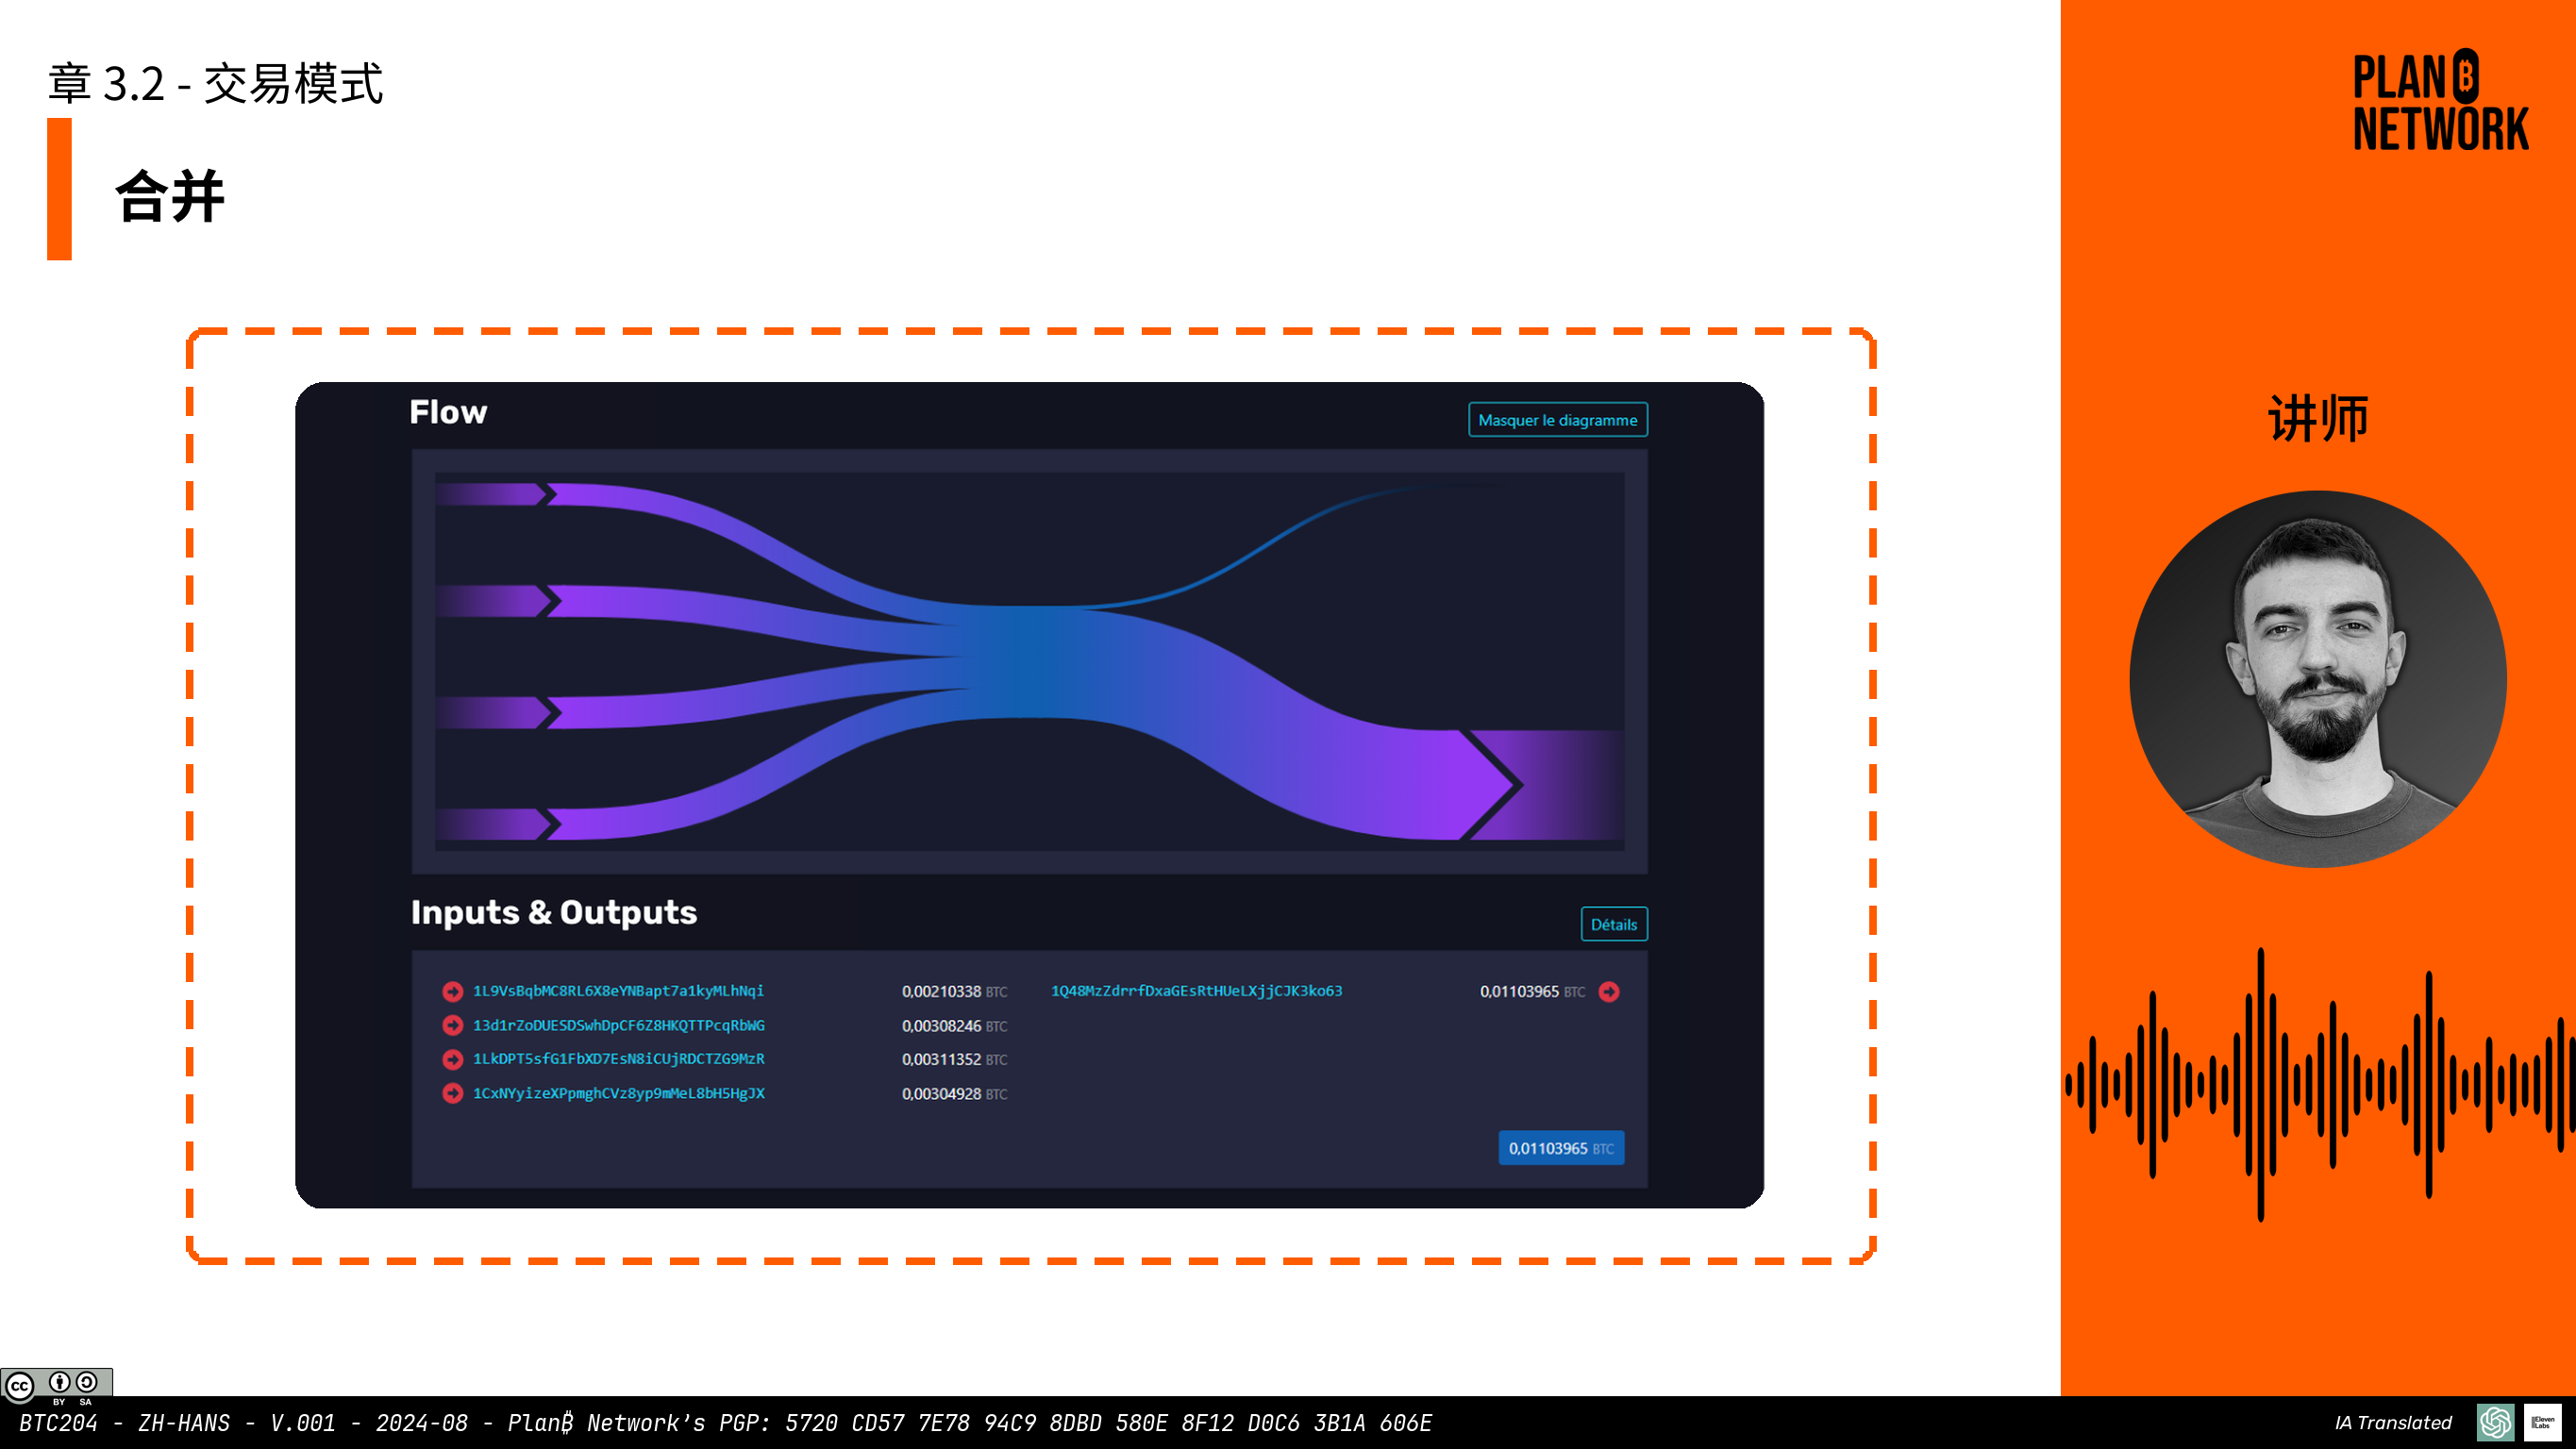 章 3.2 - 交易模式
合并
PLAN ₿
NETWORK
讲师
Flow
Masquer le diagramme
Inputs & Outputs
Détails
1L9VsBqbMC8RL6X8eYNBapt7a1kyMLhNqi 0,00210338 BTC 1Q48MzZdrrfDxaGEsRtHUeLXjjCJK3ko63 0,01103965 BTC
13d1rZoDUESDSwhDpCF6Z8HKQTTPcqRbWG 0,00308246 BTC
1LkDPT5sfG1FbXD7EsN8iCUjRDCTZG9MzR 0,00311352 BTC
1CxNYyizeXPpmghCVz8yp9mMeL8bH5HgJX 0,00304928 BTC
0,01103965 BTC
cc BY SA
BTC204 - ZH-HANS - V.001 - 2024-08 - Plan₿ Network’s PGP: 5720 CD57 7E78 94C9 8DBD 580E 8F12 D0C6 3B1A 606E
IA Translated
IIElevenLabs